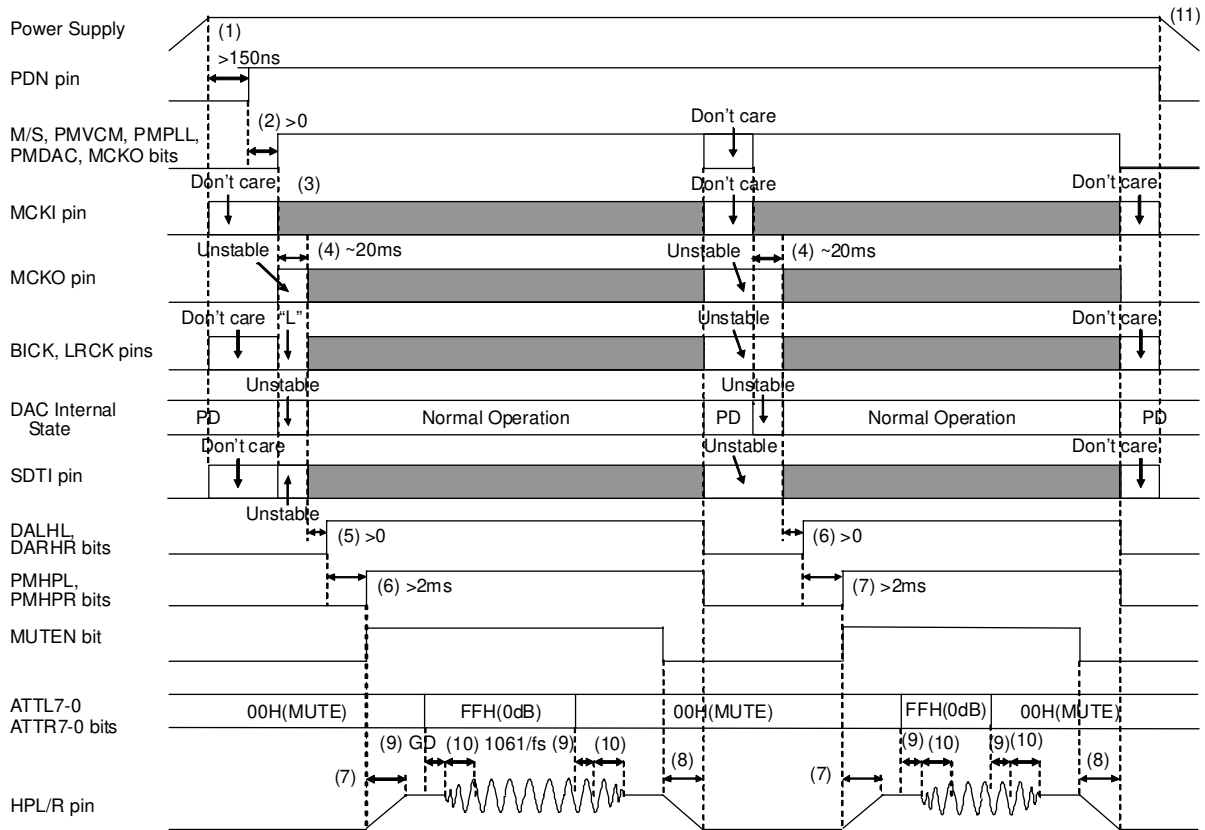 Power Supply
(1)
(11)
>150ns
PDN pin
(2) >0
Don't care
M/S, PMVCM, PMPLL,
PMDAC, MCKO bits
Don't care
(3)
Don't care
Don't care
MCKI pin
Unstable
(4) ~20ms
Unstable
(4) ~20ms
MCKO pin
Don't care
"L"
Unstable
Don't care
BICK, LRCK pins
Unstable
Unstable
DAC Internal
State
PD
Normal Operation
PD
Normal Operation
PD
Don't care
Unstable
Don't care
SDTI pin
Unstable
DALHL,
DARHR bits
(5) >0
(6) >0
PMHPL,
PMHPR bits
(6) >2ms
(7) >2ms
MUTEN bit
ATTL7-0
ATTR7-0 bits
00H(MUTE)
FFH(0dB)
00H(MUTE)
FFH(0dB)
00H(MUTE)
(9) GD
(10) 1061/fs
(9)
(10)
(9)
(10)
(9)
(10)
(7)
(8)
(7)
(8)
HPL/R pin